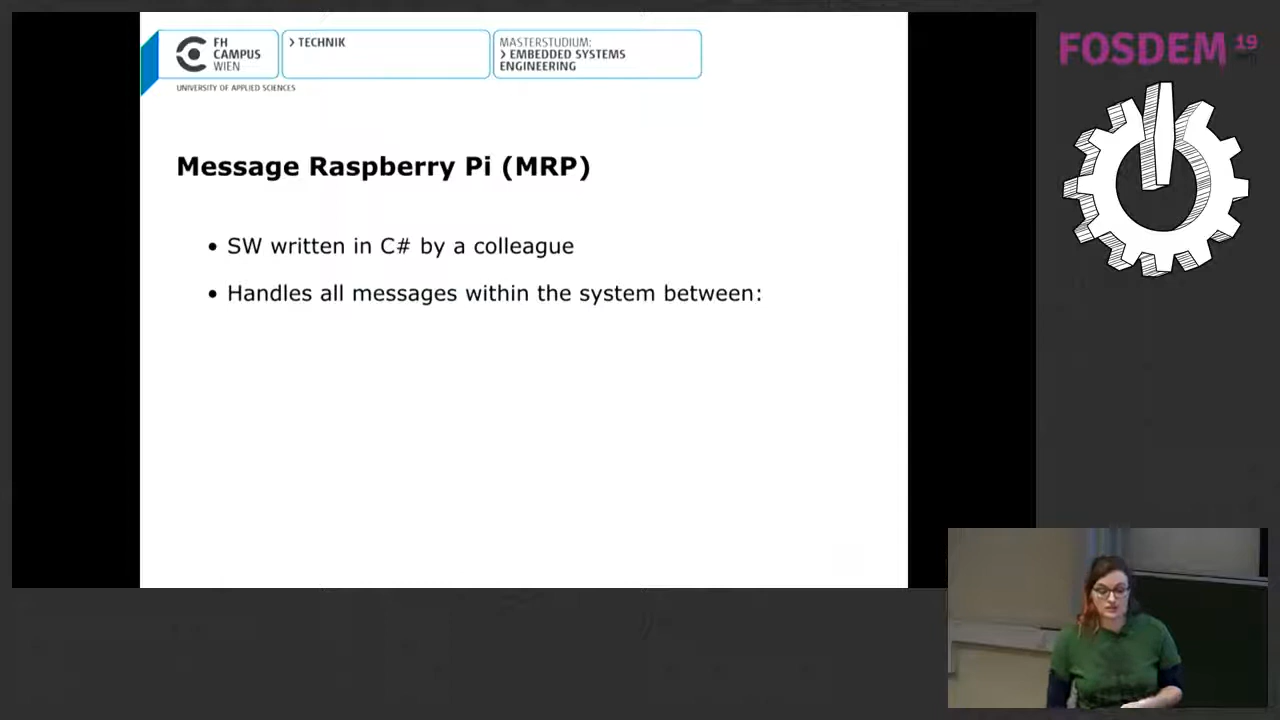 FH
CAMPUS
WIEN
> TECHNIK
MASTERSTUDIUM:
> EMBEDDED SYSTEMS
ENGINEERING
UNIVERSITY OF APPLIED SCIENCES
FOSDEM 19
Message Raspberry Pi (MRP)
• SW written in C# by a colleague
• Handles all messages within the system between: